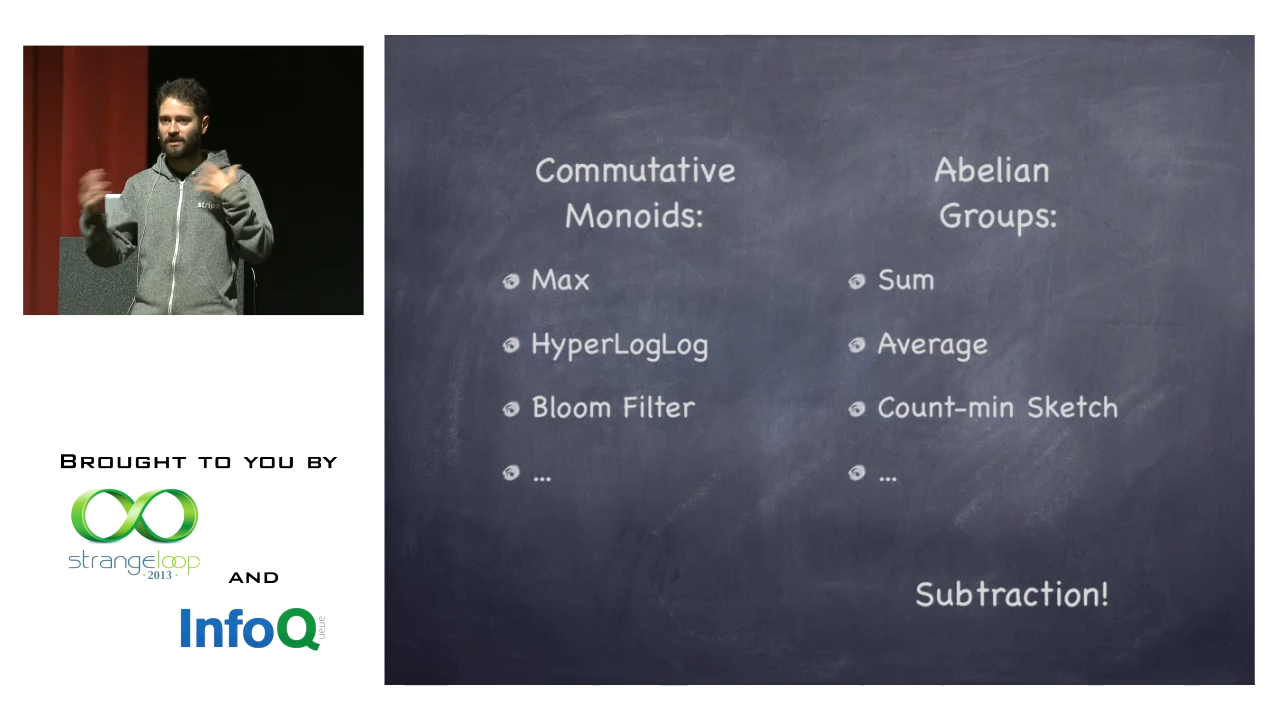 Commutative
Monoids:
Max
HyperLogLog
Bloom Filter
...
Abelian
Groups:
Sum
Average
Count-min Sketch
...
Subtraction!
BROUGHT TO YOU BY
strangeloop
·2013·
AND
InfoQ
ueue